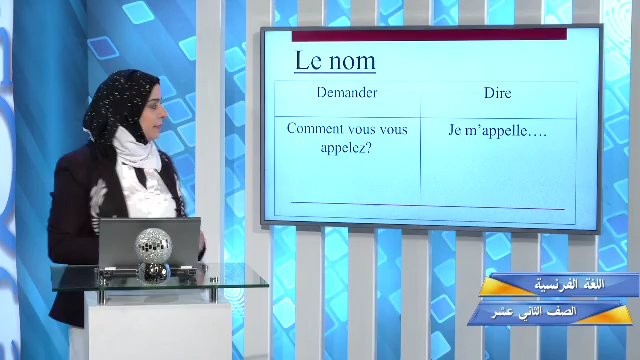 Le nom
Demander
Dire
Comment vous vous
appelez?
Je m’appelle….
اللغة الفرنسية
الصف الثاني عشر